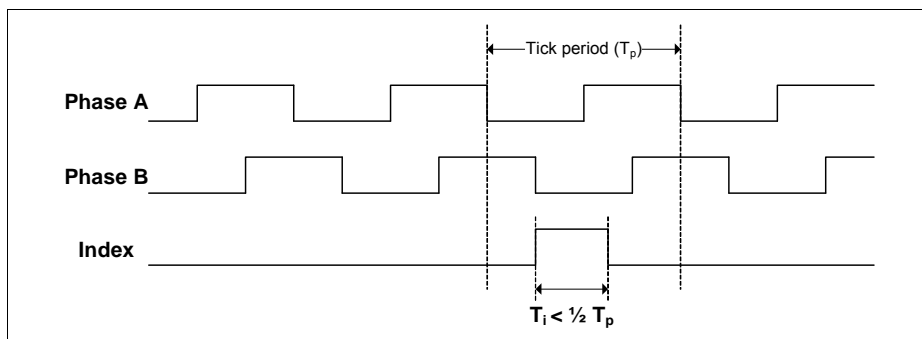 Tick period (Tp)
Phase A
Phase B
Index
Ti < ½ Tp